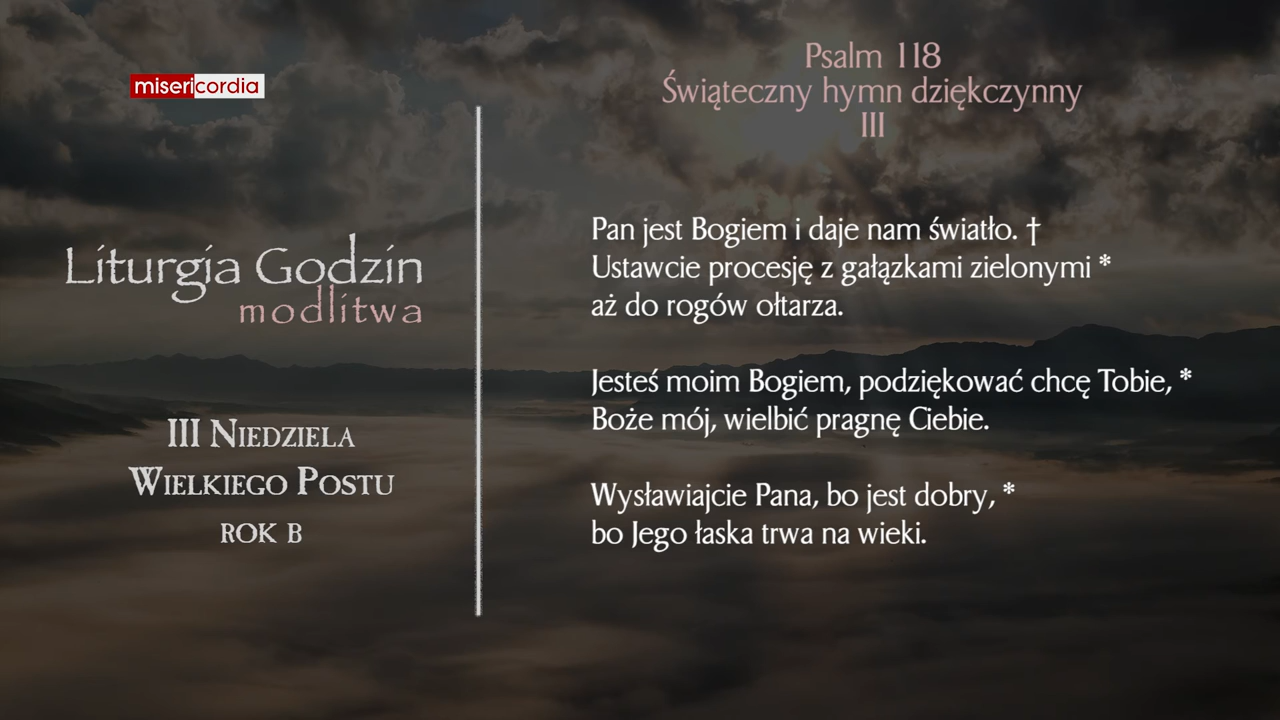 misericordia
Liturgia Godzin
modlitwa
III Niedziela
Wielkiego Postu
rok B
Psalm 118
Świąteczny hymn dziękczynny
III
Pan jest Bogiem i daje nam światło. †
Ustawcie procesję z gałązkami zielonymi *
aż do rogów ołtarza.
Jesteś moim Bogiem, podziękować chcę Tobie, *
Boże mój, wielbić pragnę Ciebie.
Wysławiajcie Pana, bo jest dobry, *
bo Jego łaska trwa na wieki.